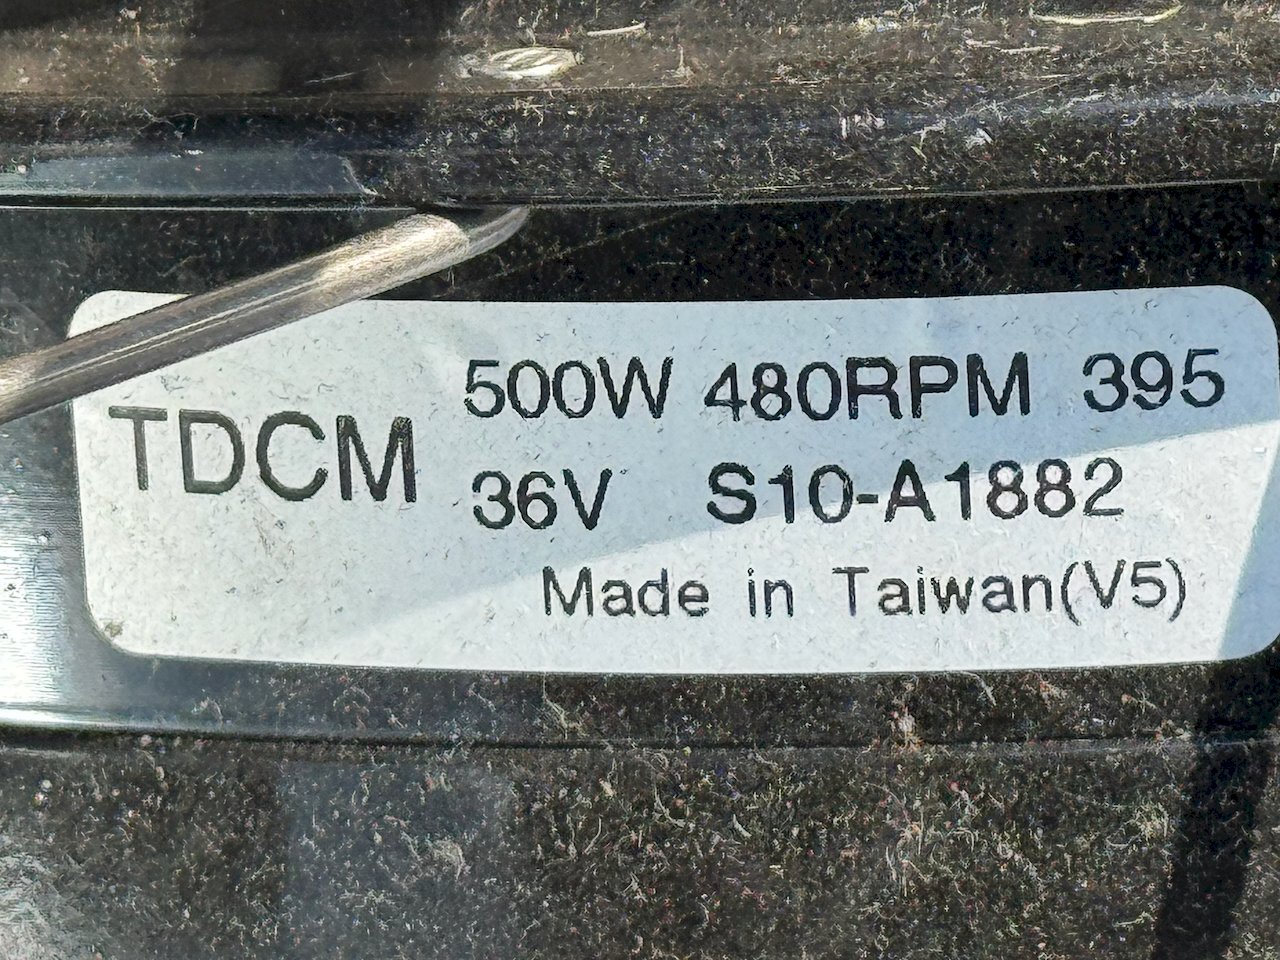 TDCM
500W 480RPM 395
36V S10-A1882
Made in Taiwan(V5)